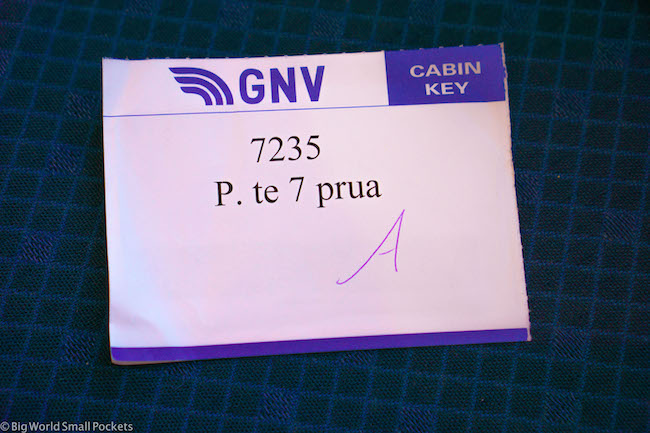 GNV
CABIN
KEY
7235
P. te 7 prua
A
© Big World Small Pockets